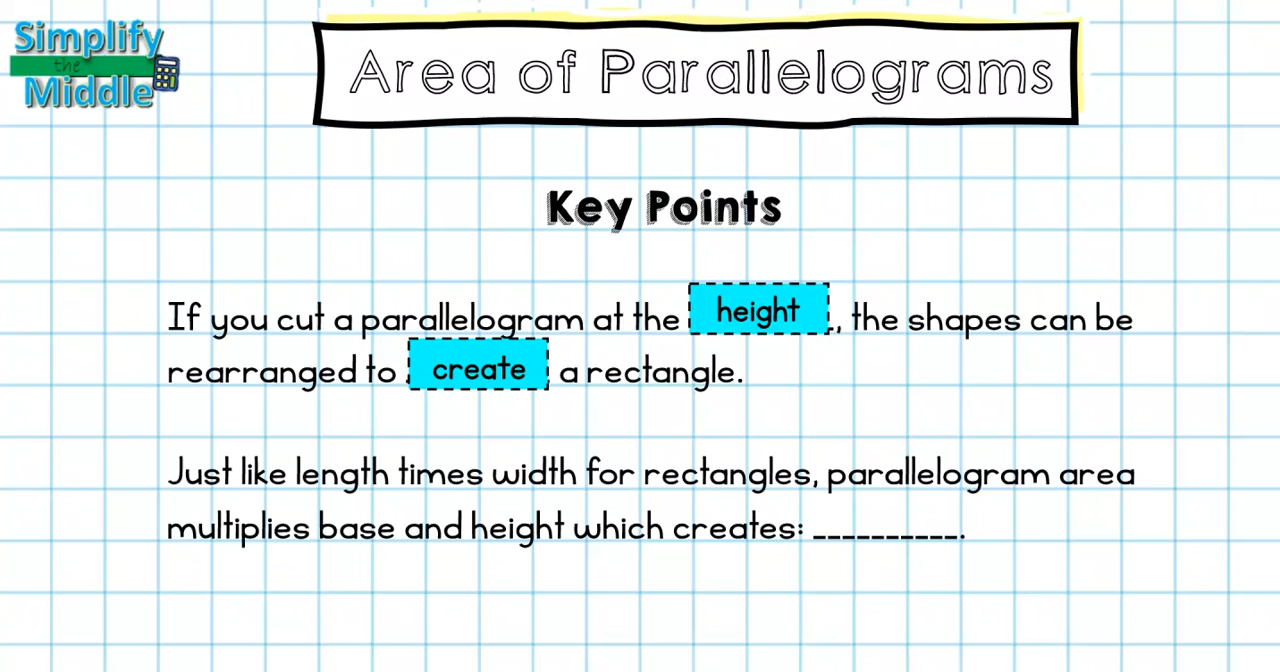 Simplify
the
Middle
Area of Parallelograms
Key Points
If you cut a parallelogram at the height, the shapes can be
rearranged to create a rectangle.
Just like length times width for rectangles, parallelogram area
multiplies base and height which creates: __________.